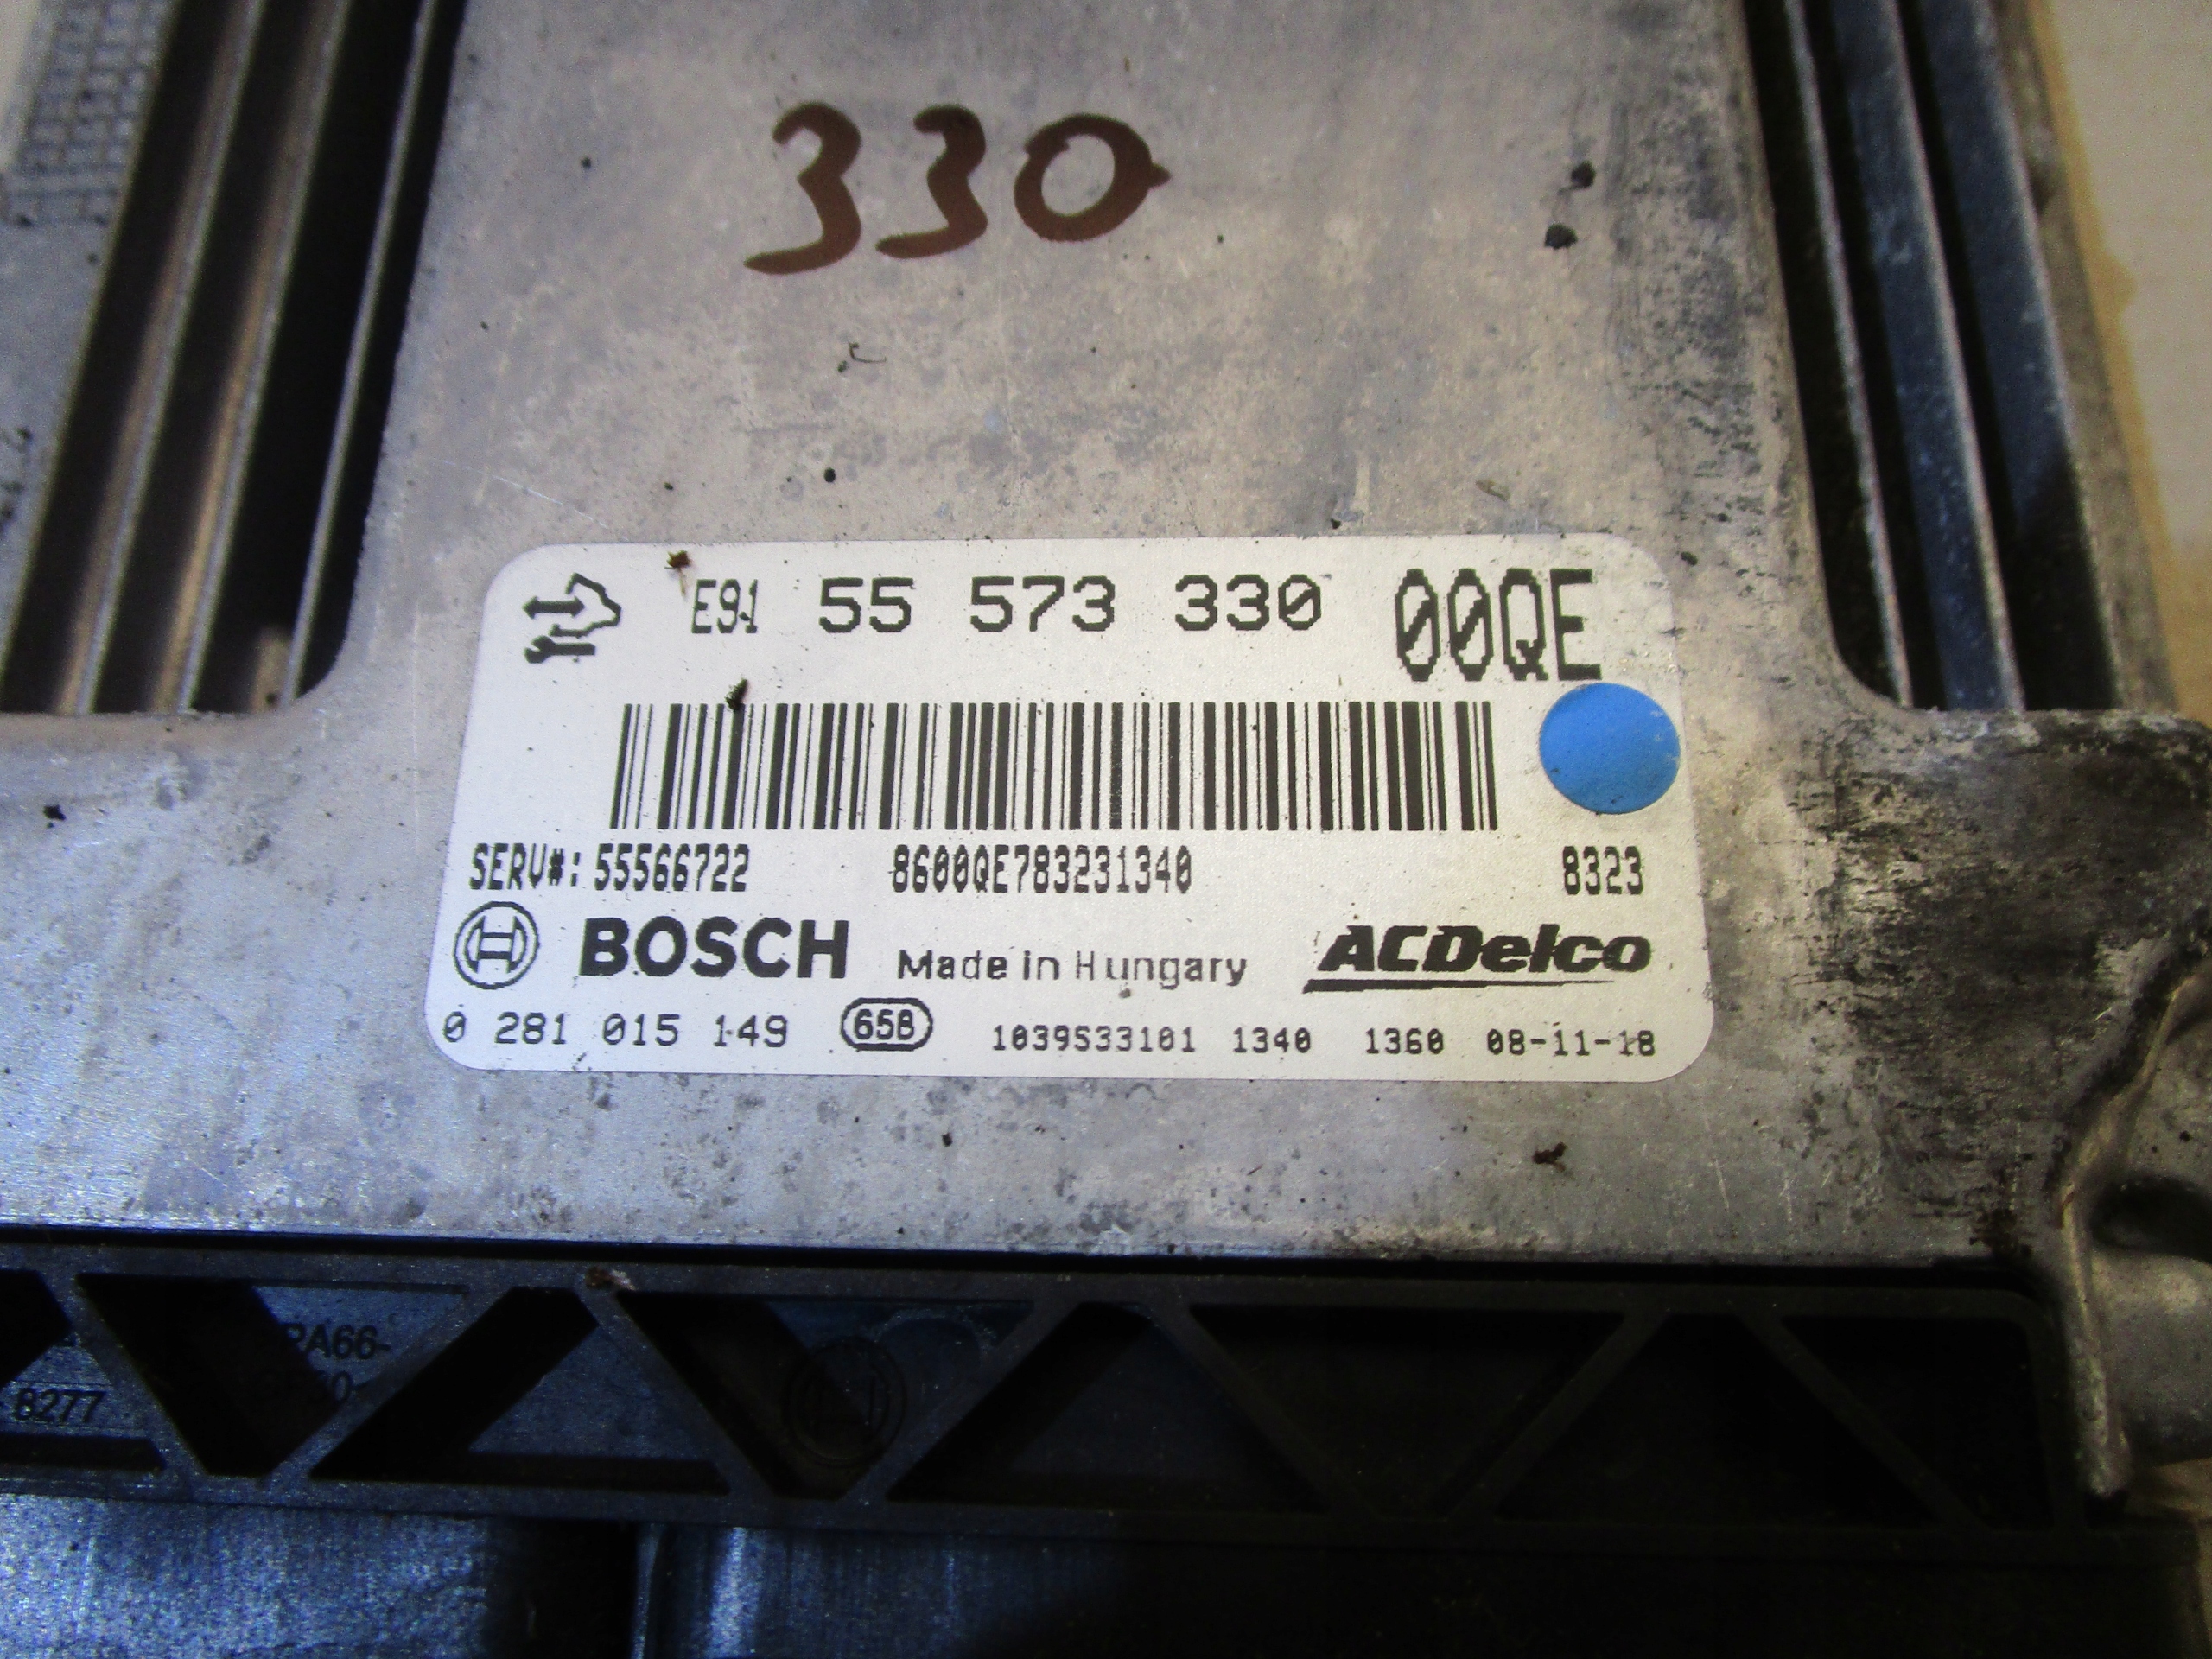 330
E91 55 573 330 00QE
SERV#: 55566722 8600QE783231340 8323
BOSCH Made in Hungary ACDelco
0 281 015 149 658 1039S33101 1340 1360 08-11-18
PA66-
8277